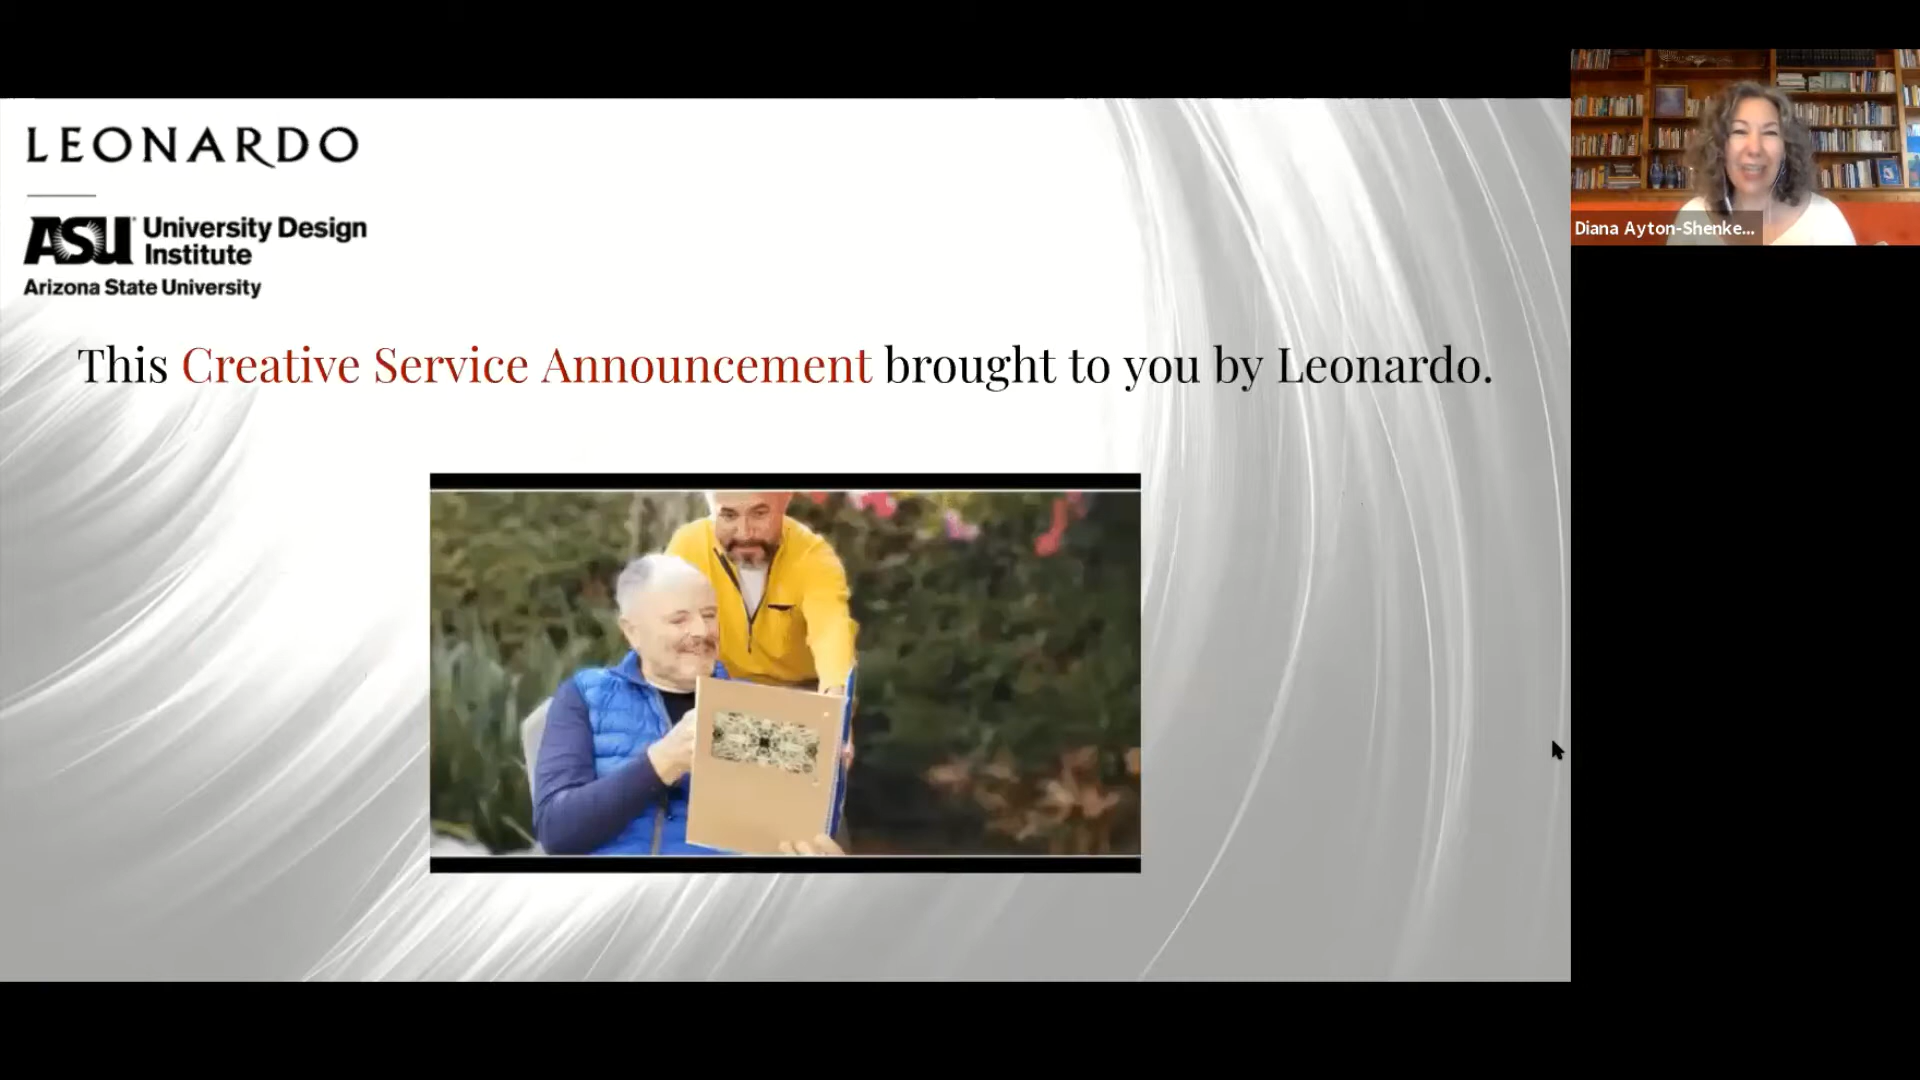 LEONARDO
ASU University Design
Institute
Arizona State University
This Creative Service Announcement brought to you by Leonardo.
Diana Ayton-Shenke...